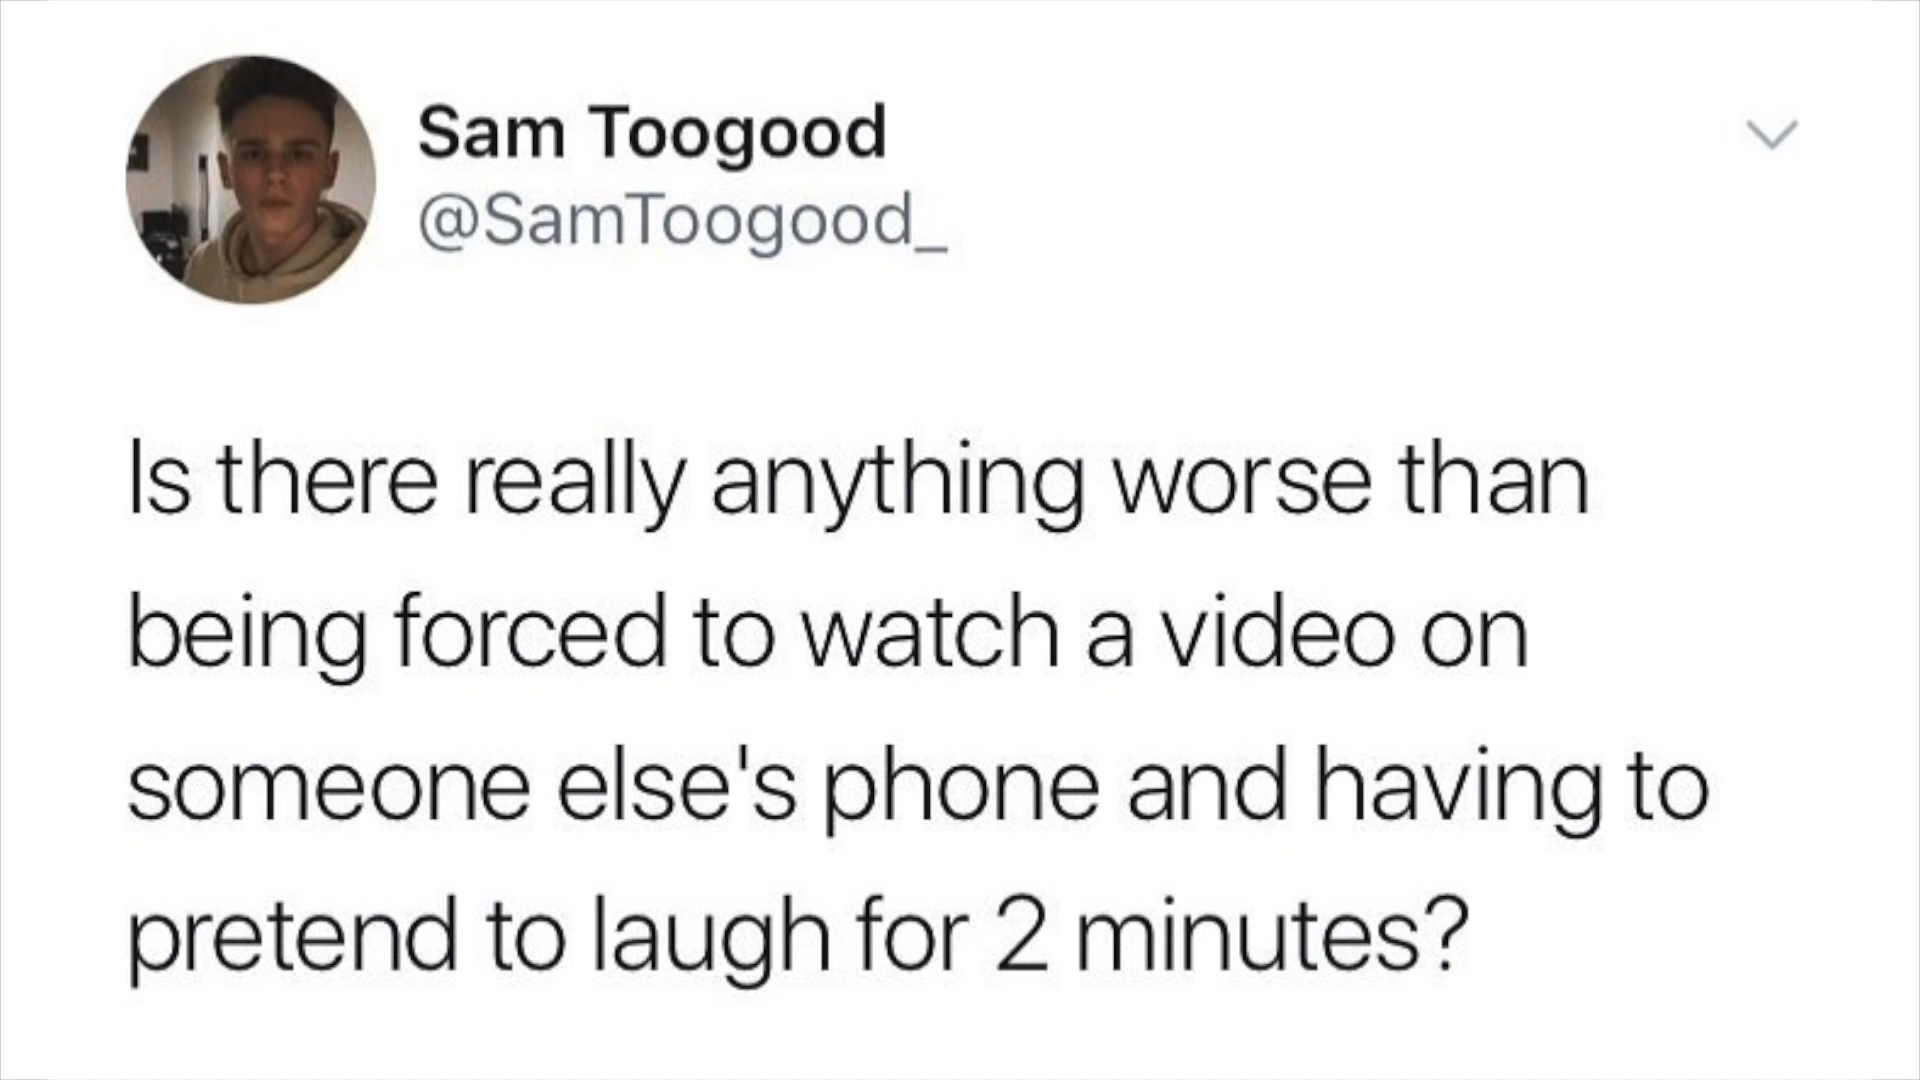 Sam Toogood
@SamToogood_
Is there really anything worse than
being forced to watch a video on
someone else's phone and having to
pretend to laugh for 2 minutes?